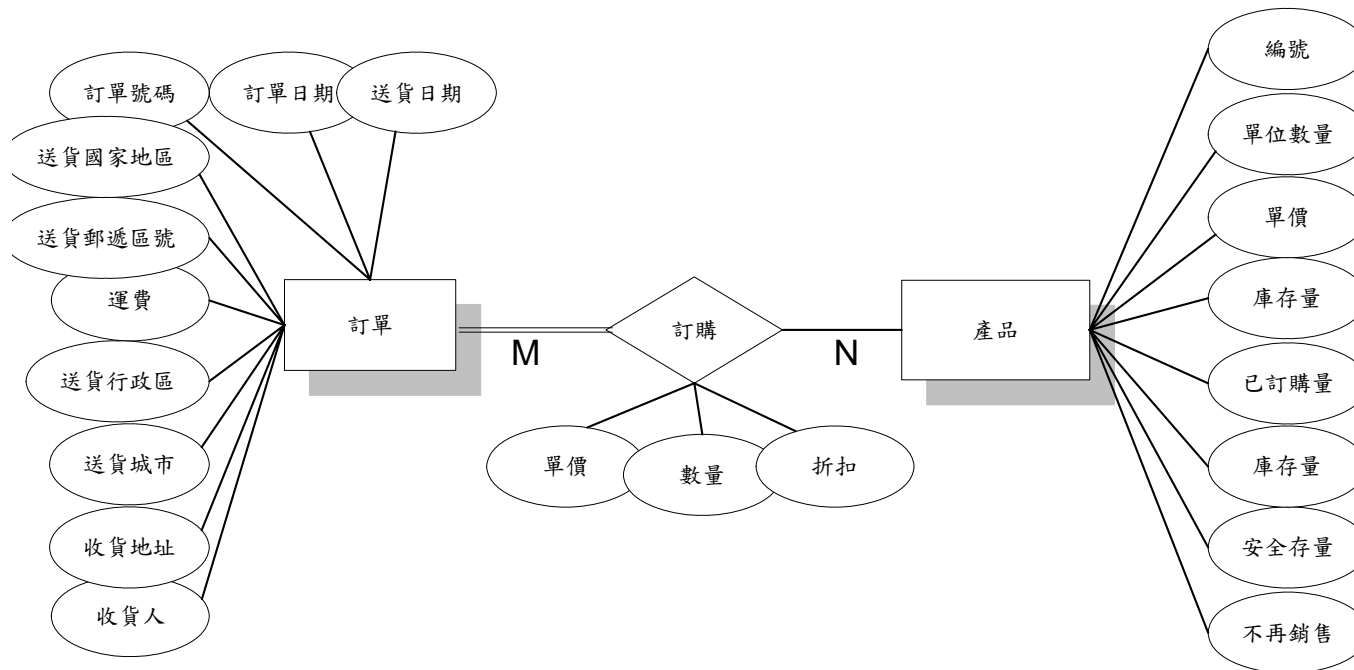 編號
訂單號碼
訂單日期
送貨日期
單位數量
送貨國家地區
單價
送貨郵遞區號
運費
庫存量
訂單
訂購
產品
M
N
送貨行政區
已訂購量
送貨城市
單價
數量
折扣
庫存量
收貨地址
安全存量
收貨人
不再銷售